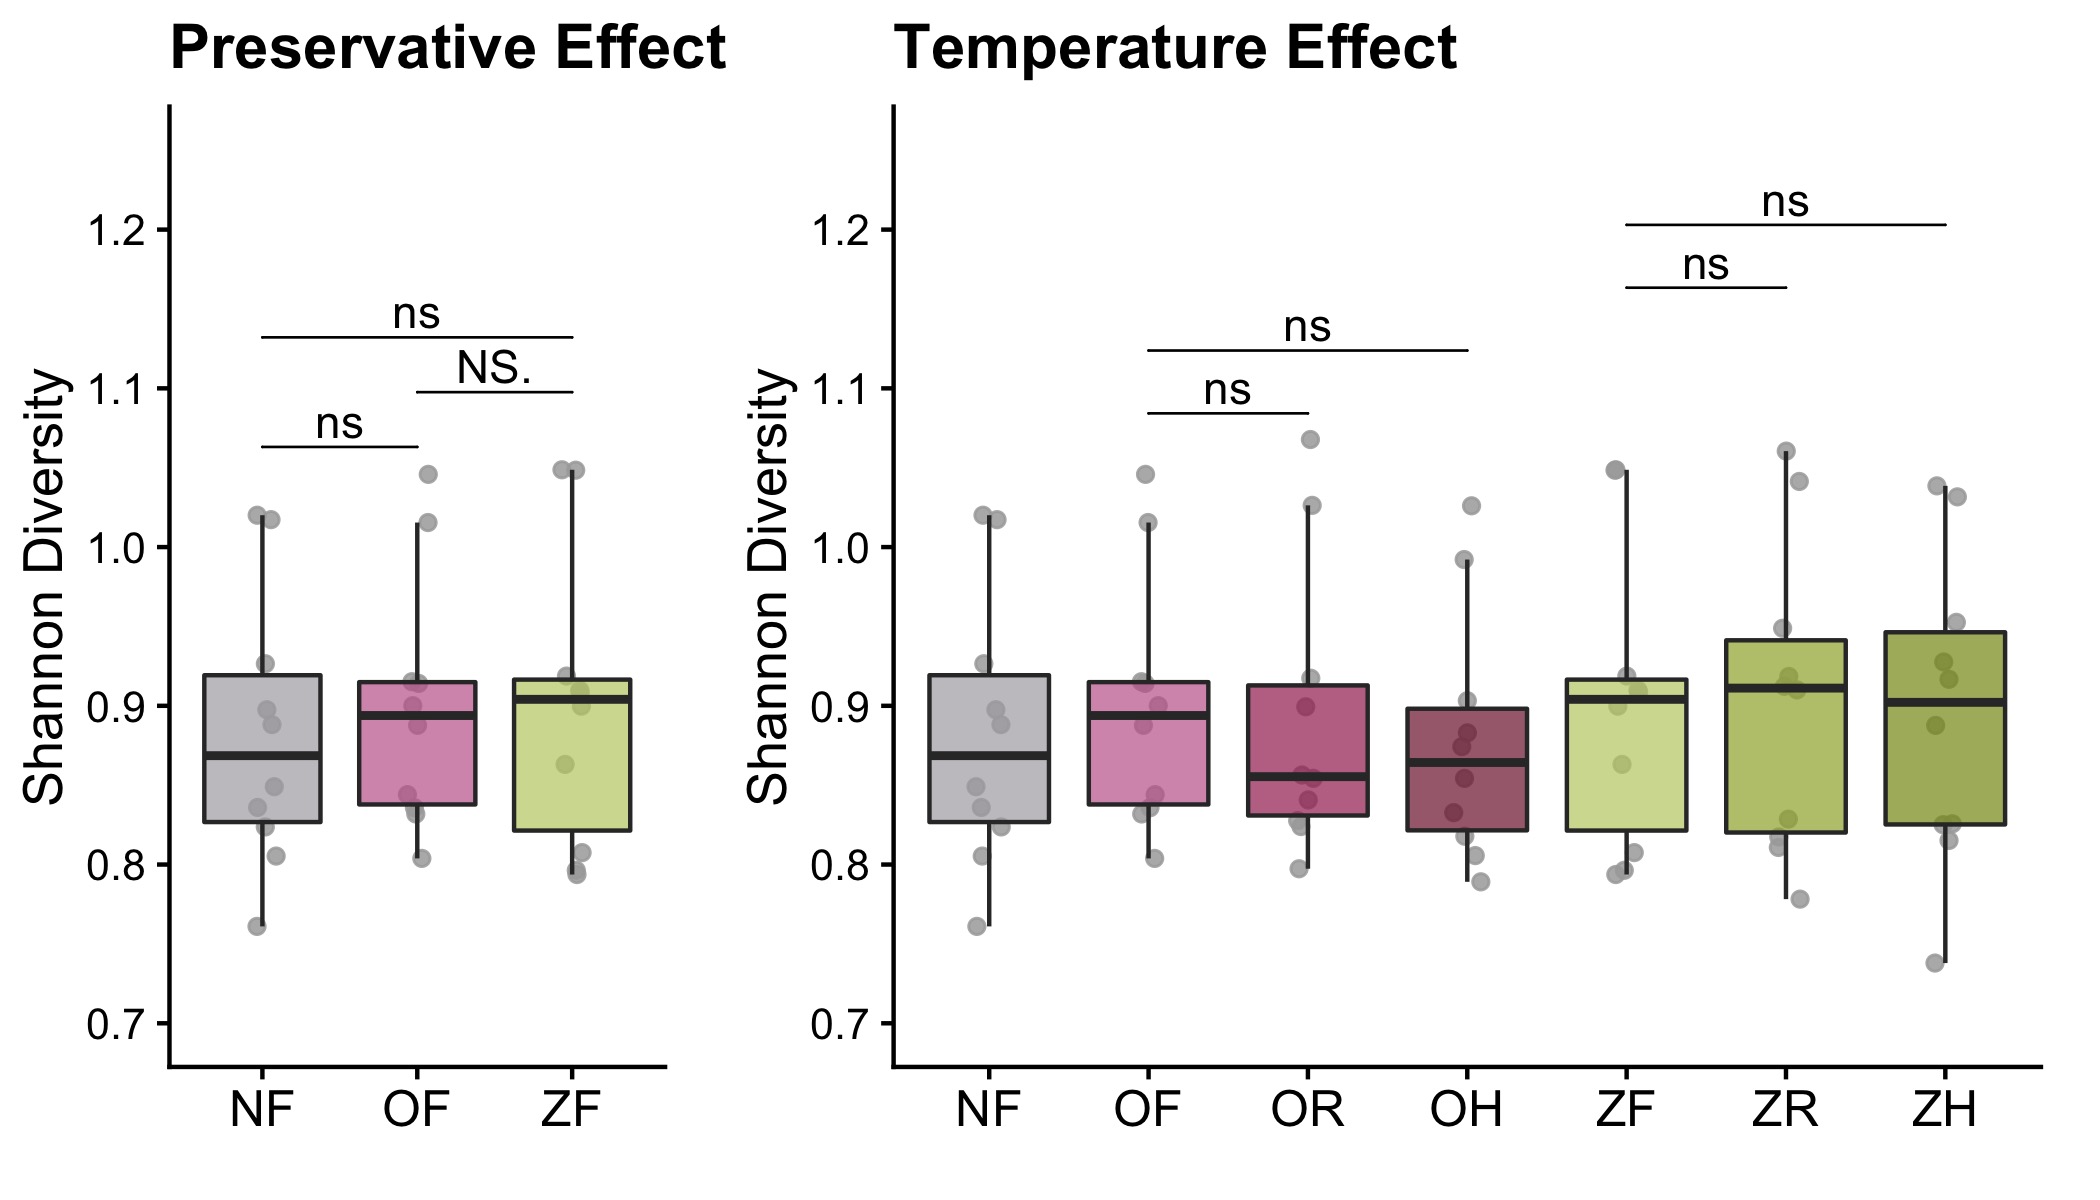 Preservative Effect
Shannon Diversity
1.2
1.1
1.0
0.9
0.8
0.7
ns
NS.
ns
NF OF ZF
Temperature Effect
Shannon Diversity
1.2
1.1
1.0
0.9
0.8
0.7
ns
ns
ns
ns
NF OF OR OH ZF ZR ZH